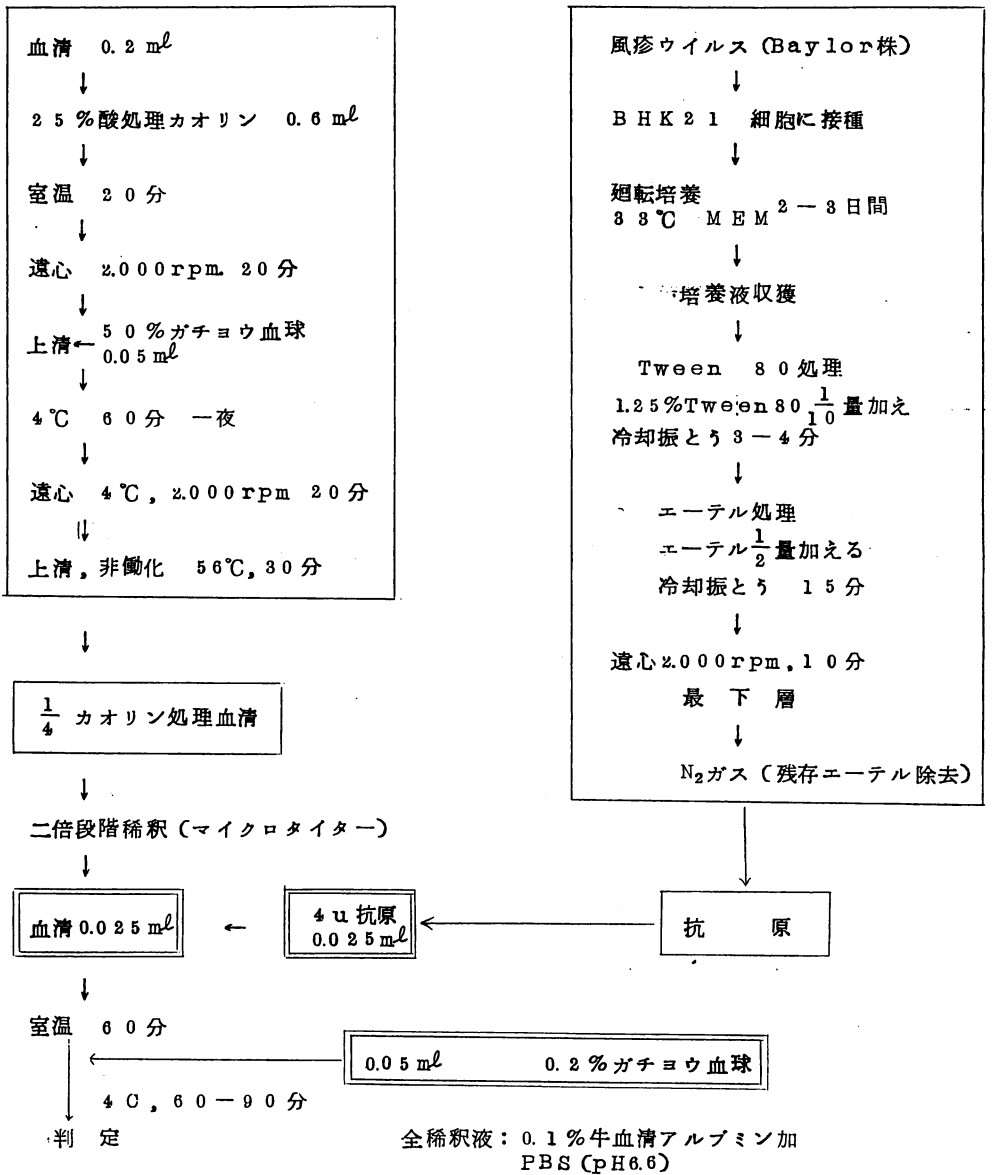 血清 0.2 ml
↓
25%酸処理カオリン 0.6 ml
↓
室温 20分
↓
遠心 2.000rpm. 20分
↓
上清← 50%ガチョウ血球
0.05 ml
↓
4℃ 60分 一夜
↓
遠心 4℃, 2.000rpm 20分
↓
上清, 非働化 56℃, 30分
↓
1/4 カオリン処理血清
↓
二倍段階稀釈(マイクロタイター)
↓
血清 0.025 ml ← 4u抗原
0.025 ml
↓
室温 60分
4C, 60-90分
判定
風疹ウイルス(Baylor株)
↓
BHK21 細胞に接種
↓
廻転培養
33℃ MEM 2-3日間
↓
培養液収獲
↓
Tween 80処理
1.25%Tween80, 1/10 量加え
冷却振とう3-4分
↓
エーテル処理
エーテル1/2量加える
冷却振とう 15分
↓
遠心2.000rpm, 10分
最下層
↓
N₂ガス(残存エーテル除去)
抗原
0.05 ml 0.2%ガチョウ血球
全稀釈液: 0.1%牛血清アルブミン加
PBS(pH6.6)